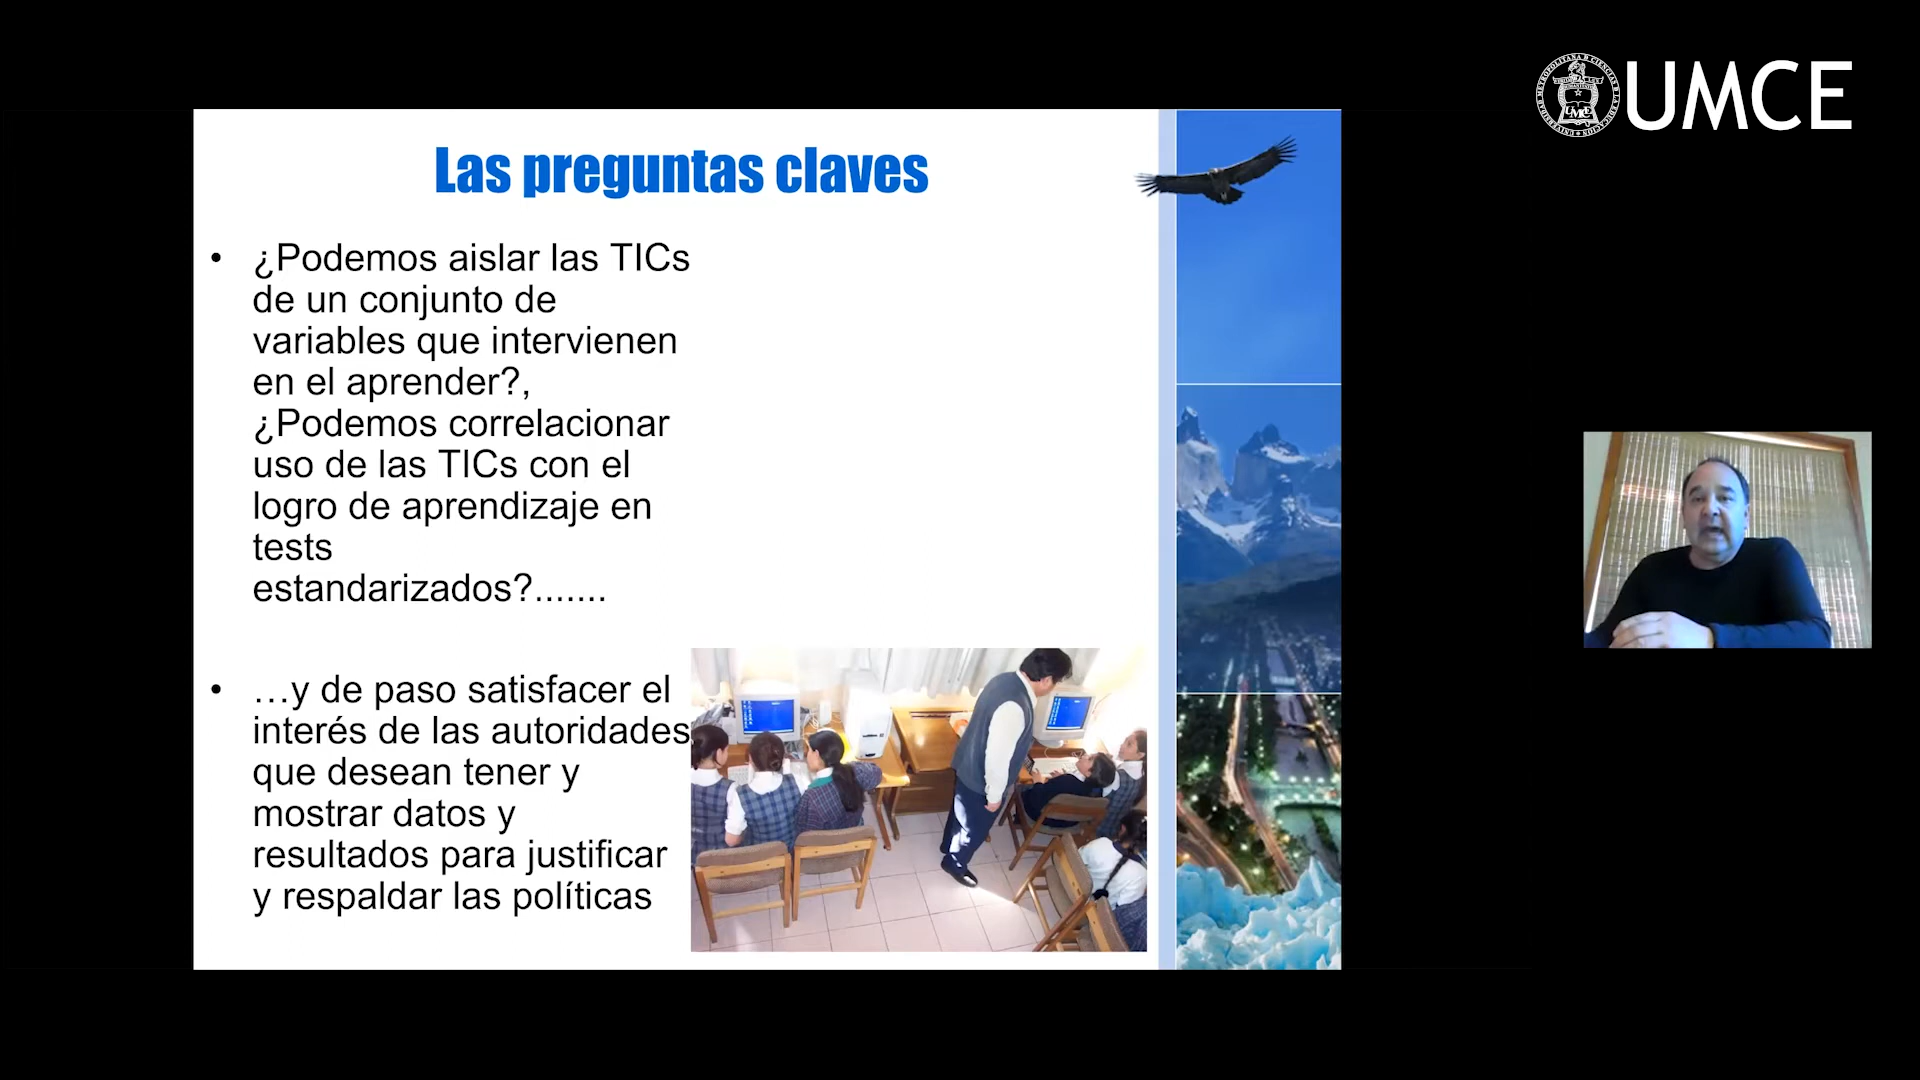 UMCE
Las preguntas claves
• ¿Podemos aislar las TICs
de un conjunto de
variables que intervienen
en el aprender?,
¿Podemos correlacionar
uso de las TICs con el
logro de aprendizaje en
tests
estandarizados?.......
• …y de paso satisfacer el
interés de las autoridades
que desean tener y
mostrar datos y
resultados para justificar
y respaldar las políticas